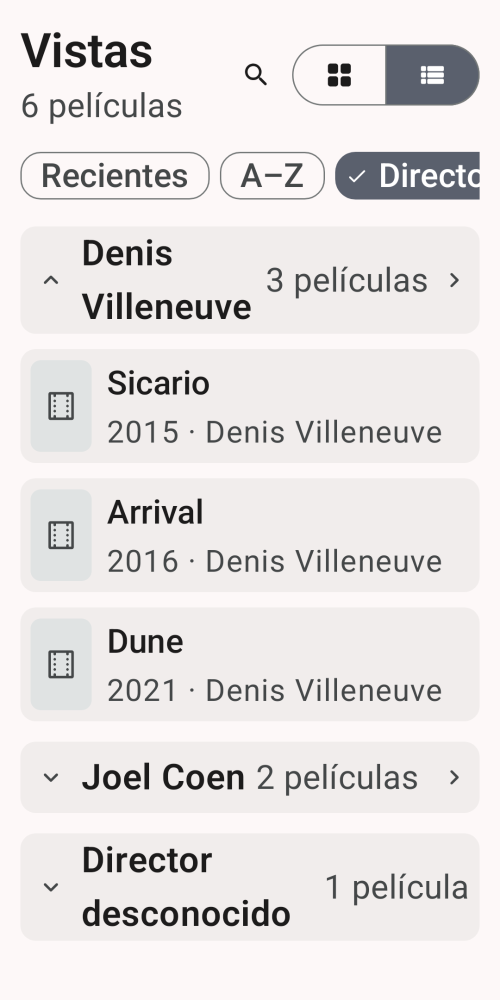 Vistas
6 películas
Recientes
A–Z
Directo
Denis
Villeneuve
3 películas
Sicario
2015 · Denis Villeneuve
Arrival
2016 · Denis Villeneuve
Dune
2021 · Denis Villeneuve
Joel Coen
2 películas
Director
desconocido
1 película